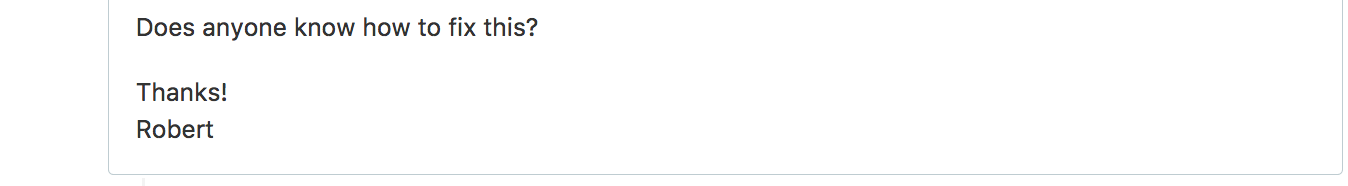 Does anyone know how to fix this?
Thanks!
Robert